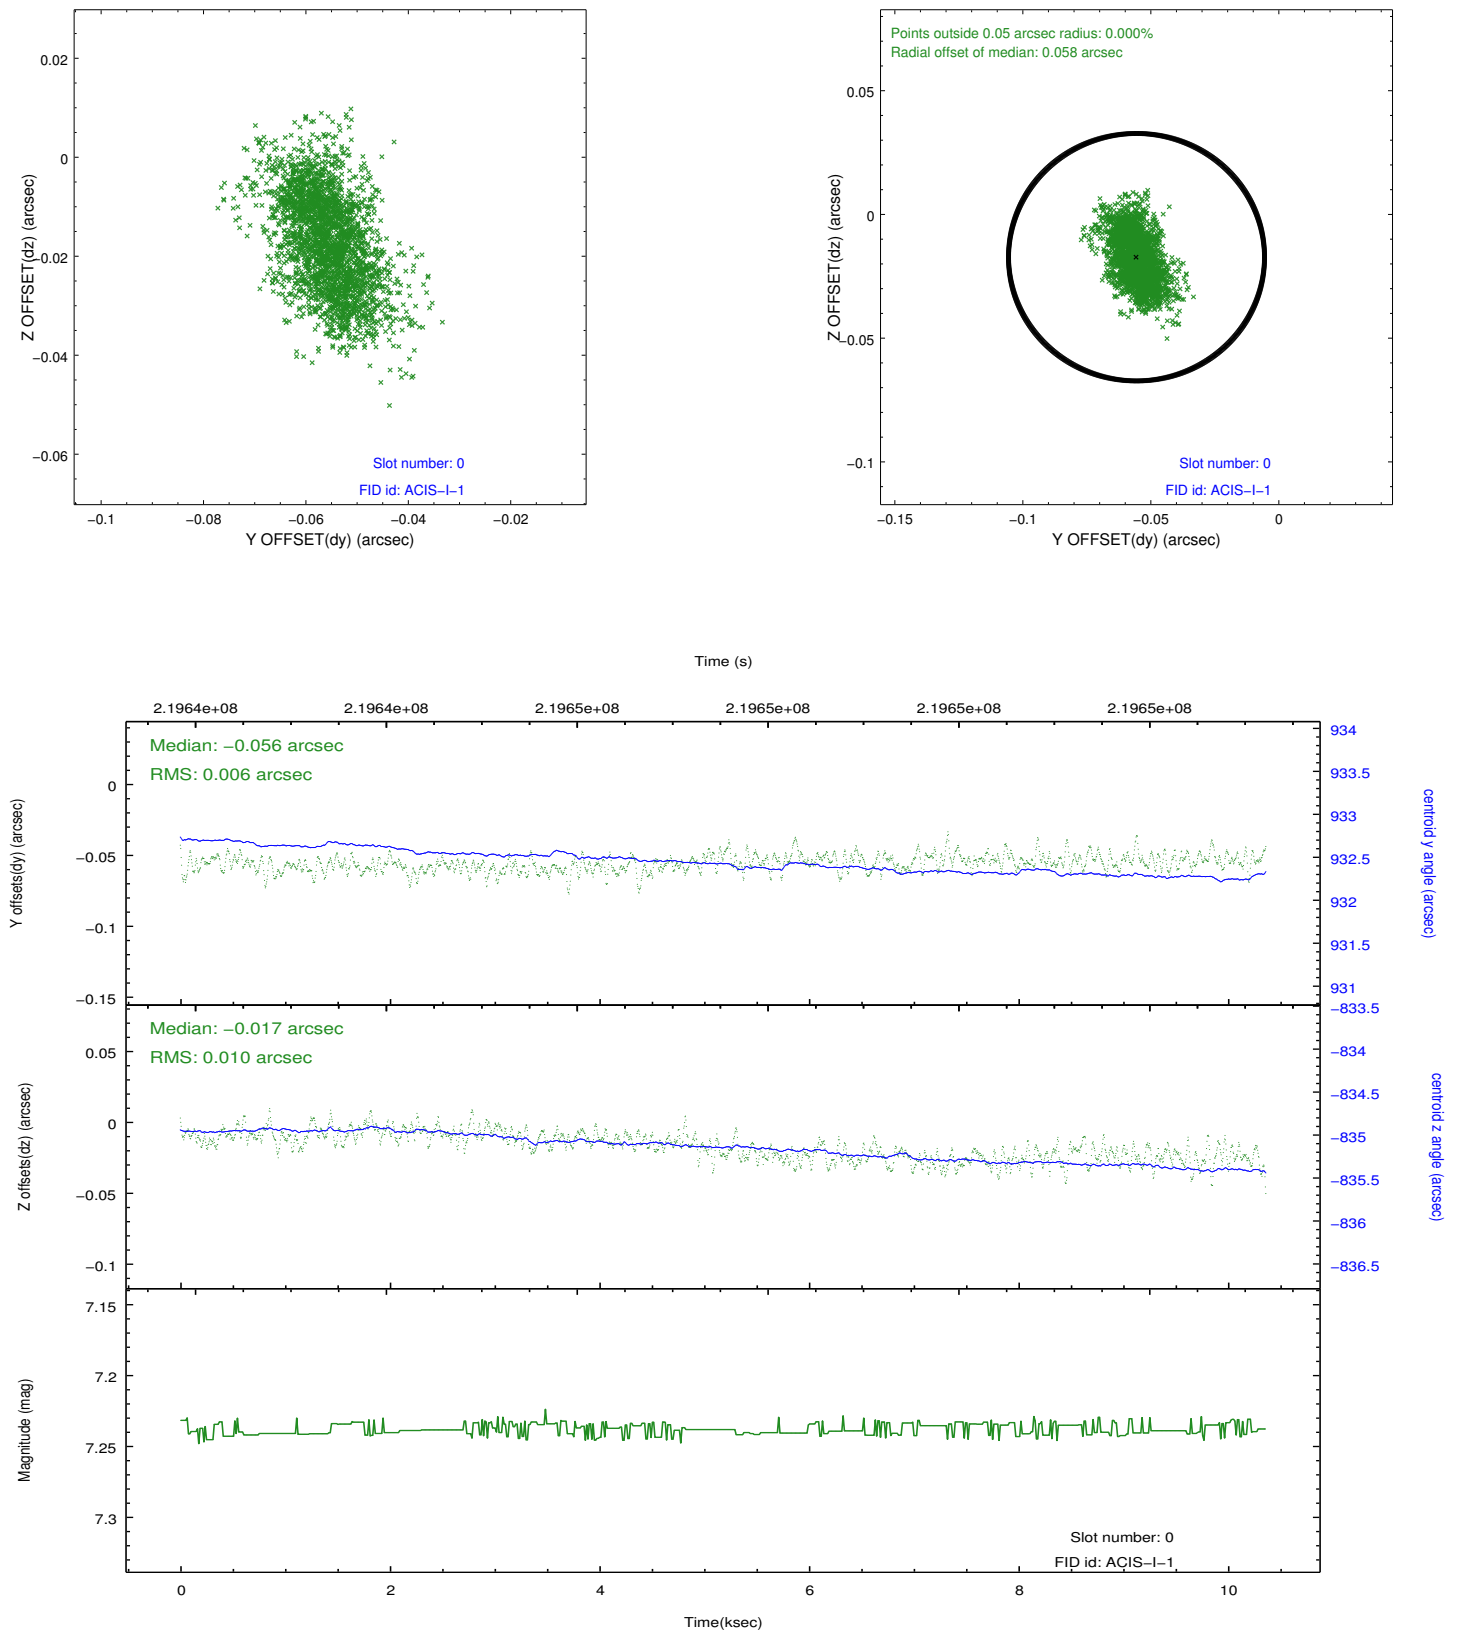 0.02
0
−0.02
−0.04
−0.06
Z OFFSET(dz) (arcsec)
Slot number: 0
FID id: ACIS−I−1
−0.1
−0.08
−0.06
−0.04
−0.02
Y OFFSET(dy) (arcsec)
Points outside 0.05 arcsec radius: 0.000%
Radial offset of median: 0.058 arcsec
0.05
0
−0.05
−0.1
Z OFFSET(dz) (arcsec)
Slot number: 0
FID id: ACIS−I−1
−0.15
−0.1
−0.05
0
Y OFFSET(dy) (arcsec)
Time (s)
2.1964e+08
2.1964e+08
2.1965e+08
2.1965e+08
2.1965e+08
2.1965e+08
Median: −0.056 arcsec
RMS: 0.006 arcsec
0
−0.05
−0.1
−0.15
Y offsets(dy) (arcsec)
934
933.5
933
932.5
932
931.5
931
centroid y angle (arcsec)
Median: −0.017 arcsec
RMS: 0.010 arcsec
0.05
0
−0.05
−0.1
Z offsets(dz) (arcsec)
−833.5
−834
−834.5
−835
−835.5
−836
−836.5
centroid z angle (arcsec)
7.15
7.2
7.25
7.3
Magnitude (mag)
Slot number: 0
FID id: ACIS−I−1
0
2
4
6
8
10
Time(ksec)